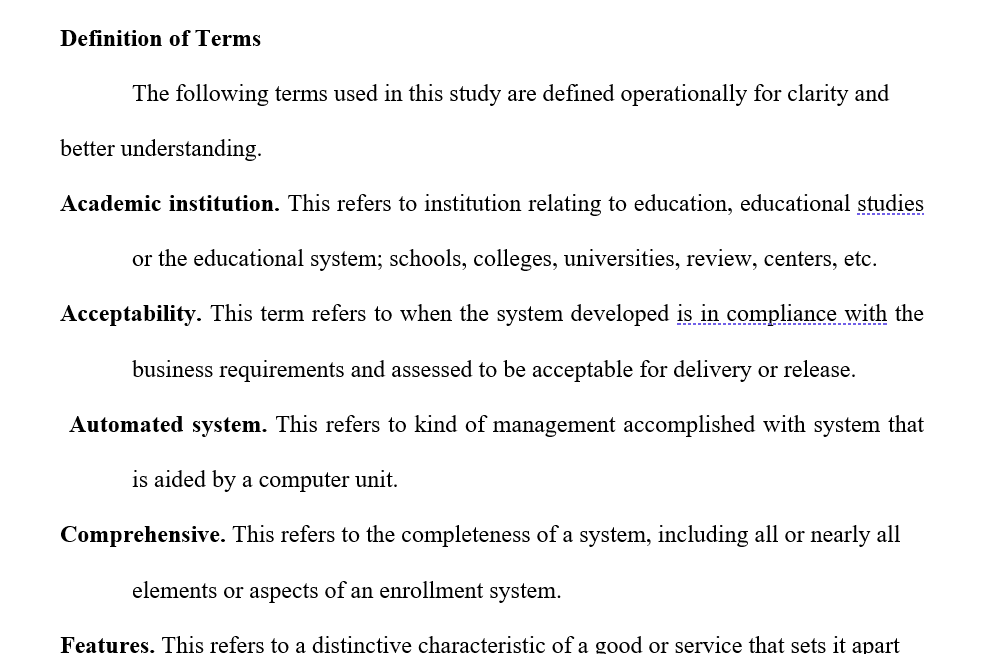 Definition of Terms
The following terms used in this study are defined operationally for clarity and
better understanding.
Academic institution. This refers to institution relating to education, educational studies
or the educational system; schools, colleges, universities, review, centers, etc.
Acceptability. This term refers to when the system developed is in compliance with the
business requirements and assessed to be acceptable for delivery or release.
Automated system. This refers to kind of management accomplished with system that
is aided by a computer unit.
Comprehensive. This refers to the completeness of a system, including all or nearly all
elements or aspects of an enrollment system.
Features. This refers to a distinctive characteristic of a good or service that sets it apart